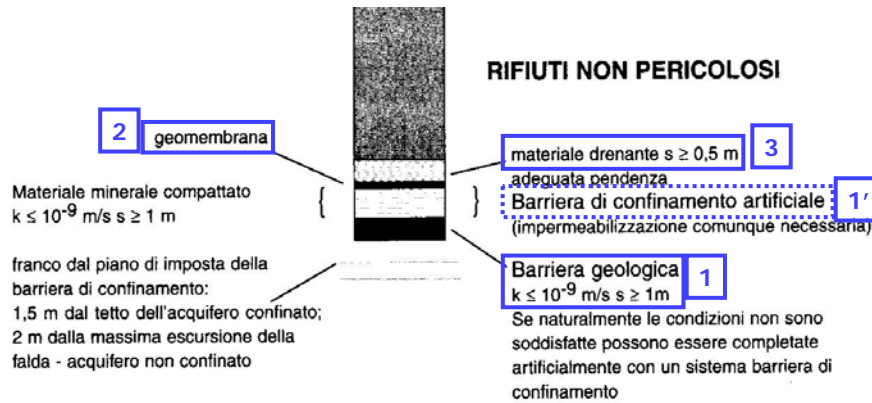 RIFIUTI NON PERICOLOSI
2
geomembrana
materiale drenante s ≥ 0,5 m
3
adeguata pendenza
Materiale minerale compattato
k ≤ 10-9 m/s s ≥ 1 m
{
}
Barriera di confinamento artificiale
1'
(impermeabilizzazione comunque necessaria)
franco dal piano di imposta della
barriera di confinamento:
1,5 m dal tetto dell'acquifero confinato;
2 m dalla massima escursione della
falda - acquifero non confinato
Barriera geologica
1
k ≤ 10-9 m/s s ≥ 1m
Se naturalmente le condizioni non sono
soddisfatte possono essere completate
artificialmente con un sistema barriera di
confinamento